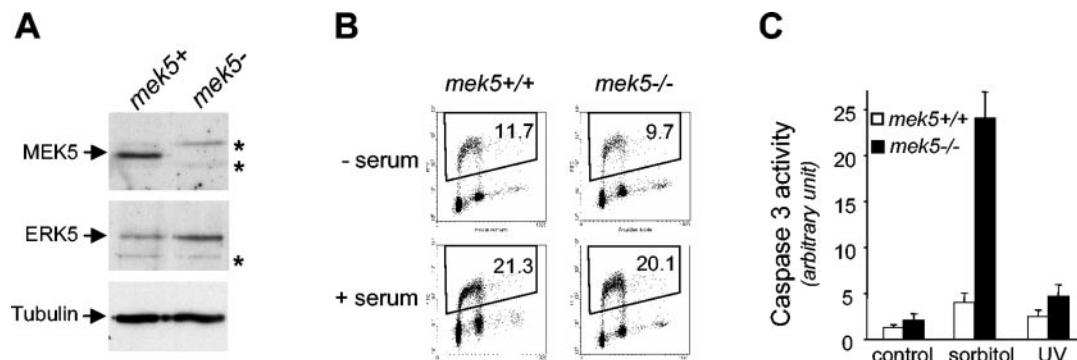 A
mek5+
mek5-
MEK5
*
*
ERK5
*
Tubulin
B
mek5+/+
mek5-/-
- serum
11.7
9.7
+ serum
21.3
20.1
C
Caspase 3 activity
(arbitrary unit)
25
20
15
10
5
0
mek5+/+
mek5-/-
control
sorbitol
UV